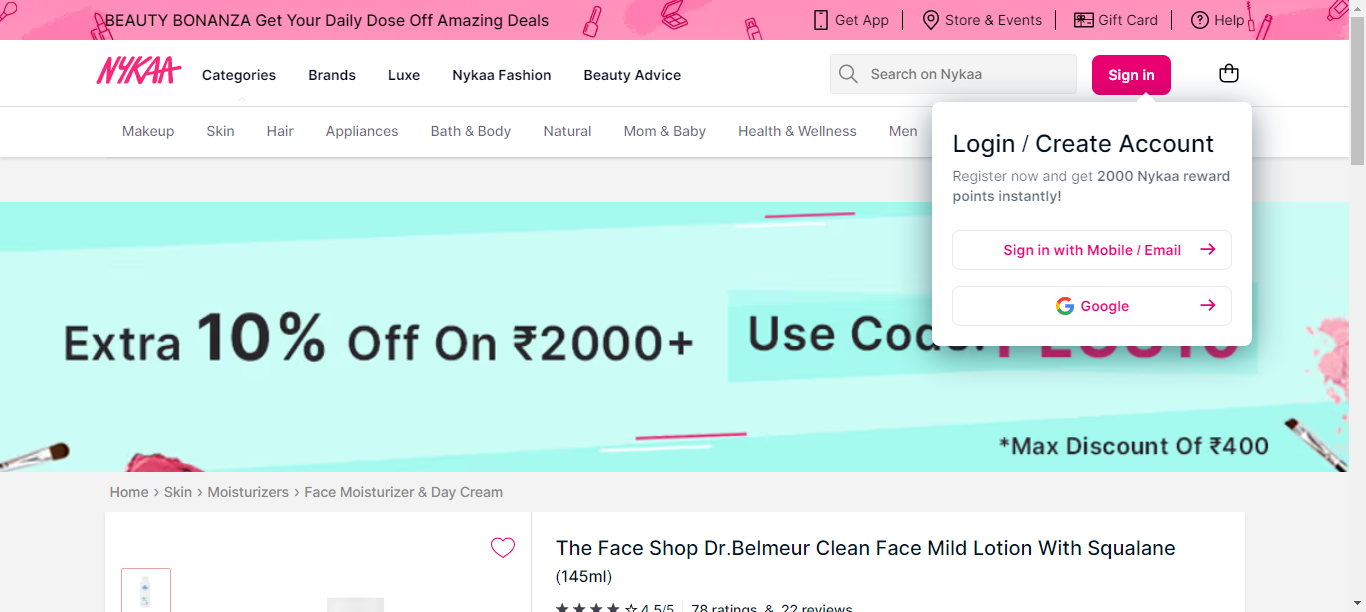 BEAUTY BONANZA Get Your Daily Dose Off Amazing Deals
Get App
Store & Events
Gift Card
Help
NYKAA
Categories
Brands
Luxe
Nykaa Fashion
Beauty Advice
Search on Nykaa
Sign in
Makeup
Skin
Hair
Appliances
Bath & Body
Natural
Mom & Baby
Health & Wellness
Men
Login / Create Account
Register now and get 2000 Nykaa reward
points instantly!
Sign in with Mobile / Email
Google
Extra 10% Off On ₹2000+
Use Code:
*Max Discount Of ₹400
Home › Skin › Moisturizers › Face Moisturizer & Day Cream
The Face Shop Dr.Belmeur Clean Face Mild Lotion With Squalane
(145ml)
4.5/5
78 ratings & 22 reviews